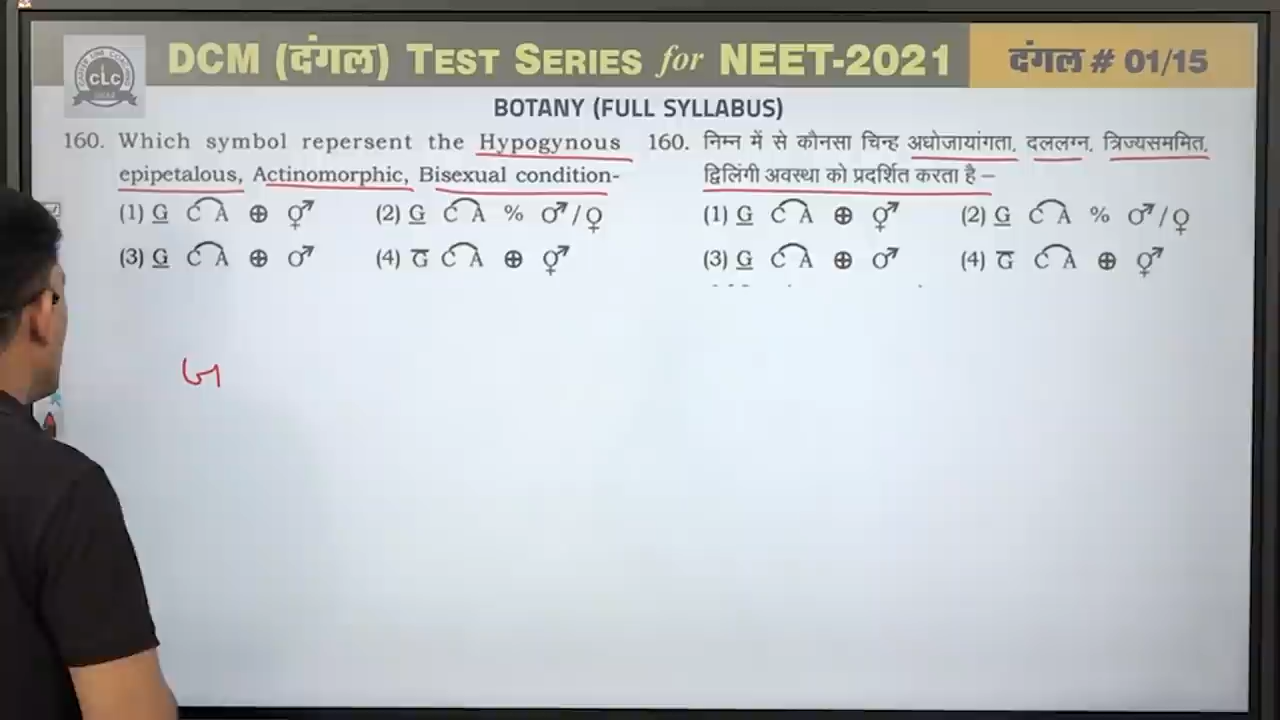 DCM (दंगल) TEST SERIES for NEET-2021
दंगल # 01/15
CLC
BOTANY (FULL SYLLABUS)
160. Which symbol repersent the Hypogynous
epipetalous, Actinomorphic, Bisexual condition-
(1) G C A ⊕ ⚥ (2) G C A % ♂/♀
(3) G C A ⊕ ♂ (4) G C A ⊕ ⚥
160. निम्न में से कौनसा चिन्ह अधोजायांगता, दललग्न, त्रिज्यसममित,
द्विलिंगी अवस्था को प्रदर्शित करता है –
(1) G C A ⊕ ⚥ (2) G C A % ♂/♀
(3) G C A ⊕ ♂ (4) G C A ⊕ ⚥
G